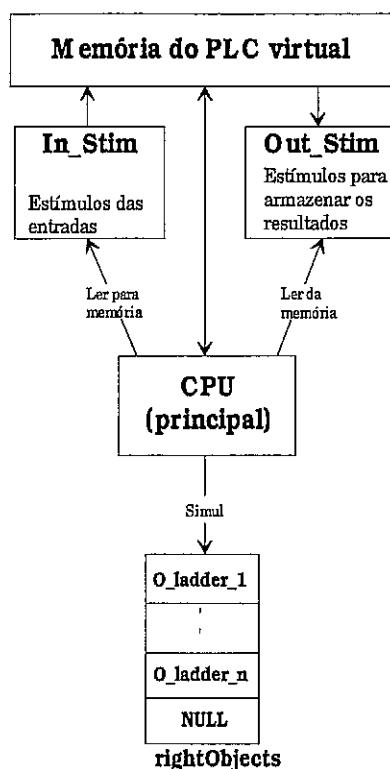 Memória do PLC virtual
In_Stim
Estímulos das
entradas
Out_Stim
Estímulos para
armazenar os
resultados
Ler para
memória
Ler da
memória
CPU
(principal)
Simul
O_ladder_1
O_ladder_n
NULL
rightObjects